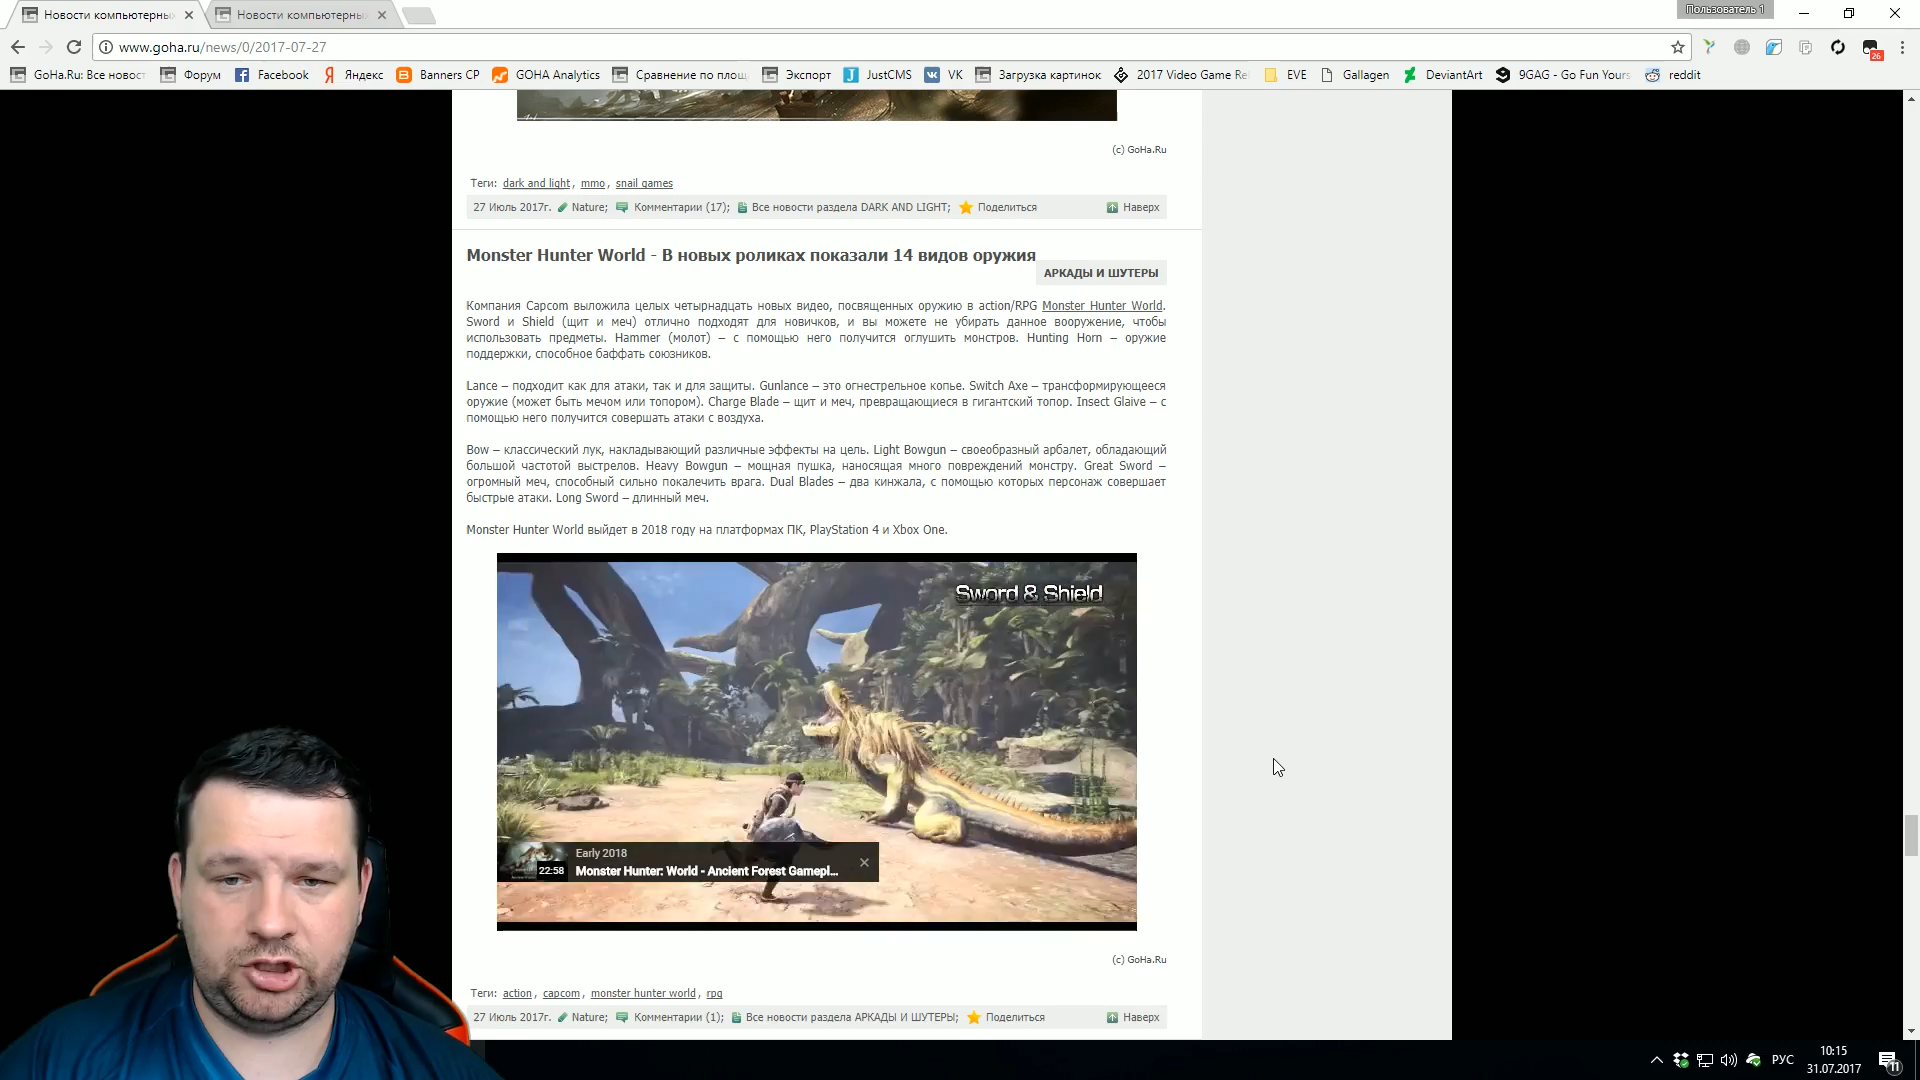 Новости компьютерны
Новости компьютерны
Пользователь 1
www.goha.ru/news/0/2017-07-27
26
GoHa.Ru: Все новост
Форум
Facebook
Яндекс
Banners CP
GOHA Analytics
Сравнение по площ
Экспорт
JustCMS
VK
Загрузка картинок
2017 Video Game Re
EVE
Gallagen
DeviantArt
9GAG - Go Fun Yours
reddit
(c) GoHa.Ru
Теги: dark and light, mmo, snail games
27 Июль 2017г. Nature; Комментарии (17); Все новости раздела DARK AND LIGHT; Поделиться Наверх
Monster Hunter World - В новых роликах показали 14 видов оружия
АРКАДЫ И ШУТЕРЫ
Компания Capcom выложила целых четырнадцать новых видео, посвященных оружию в action/RPG Monster Hunter World.
Sword и Shield (щит и меч) отлично подходят для новичков, и вы можете не убирать данное вооружение, чтобы
использовать предметы. Hammer (молот) – с помощью него получится оглушить монстров. Hunting Horn – оружие
поддержки, способное баффать союзников.
Lance – подходит как для атаки, так и для защиты. Gunlance – это огнестрельное копье. Switch Axe – трансформирующееся
оружие (может быть мечом или топором). Charge Blade – щит и меч, превращающиеся в гигантский топор. Insect Glaive – с
помощью него получится совершать атаки с воздуха.
Bow – классический лук, накладывающий различные эффекты на цель. Light Bowgun – своеобразный арбалет, обладающий
большой частотой выстрелов. Heavy Bowgun – мощная пушка, наносящая много повреждений монстру. Great Sword –
огромный меч, способный сильно покалечить врага. Dual Blades – два кинжала, с помощью которых персонаж совершает
быстрые атаки. Long Sword – длинный меч.
Monster Hunter World выйдет в 2018 году на платформах ПК, PlayStation 4 и Xbox One.
Sword & Shield
Early 2018
22:58
Monster Hunter: World - Ancient Forest Gamepl...
(c) GoHa.Ru
Теги: action, capcom, monster hunter world, rpg
27 Июль 2017г. Nature; Комментарии (1); Все новости раздела АРКАДЫ И ШУТЕРЫ; Поделиться Наверх
РУС
10:15
31.07.2017
11